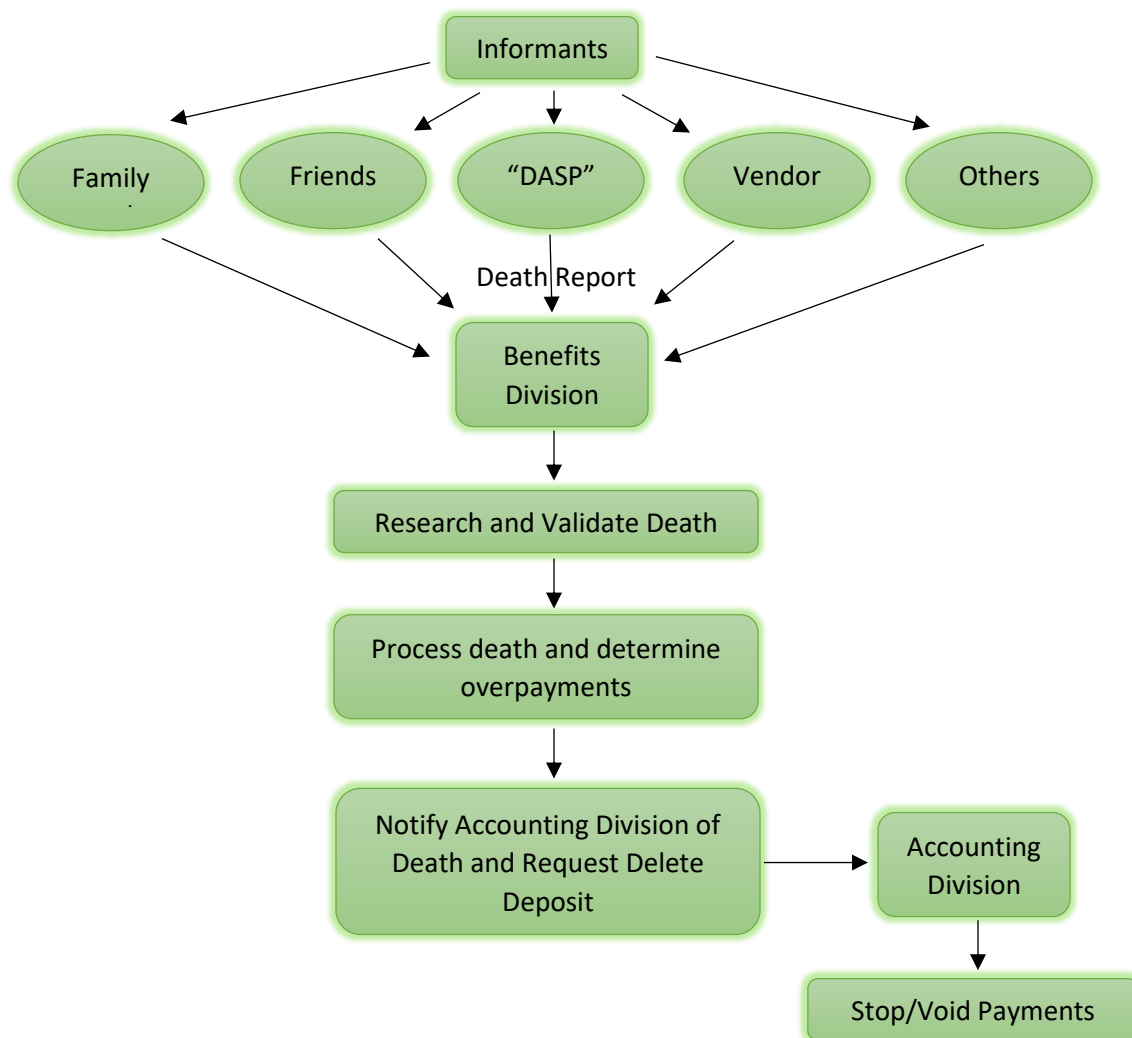 Informants
Family
Friends
“DASP”
Vendor
Others
Death Report
Benefits
Division
Research and Validate Death
Process death and determine
overpayments
Notify Accounting Division of
Death and Request Delete
Deposit
Accounting
Division
Stop/Void Payments